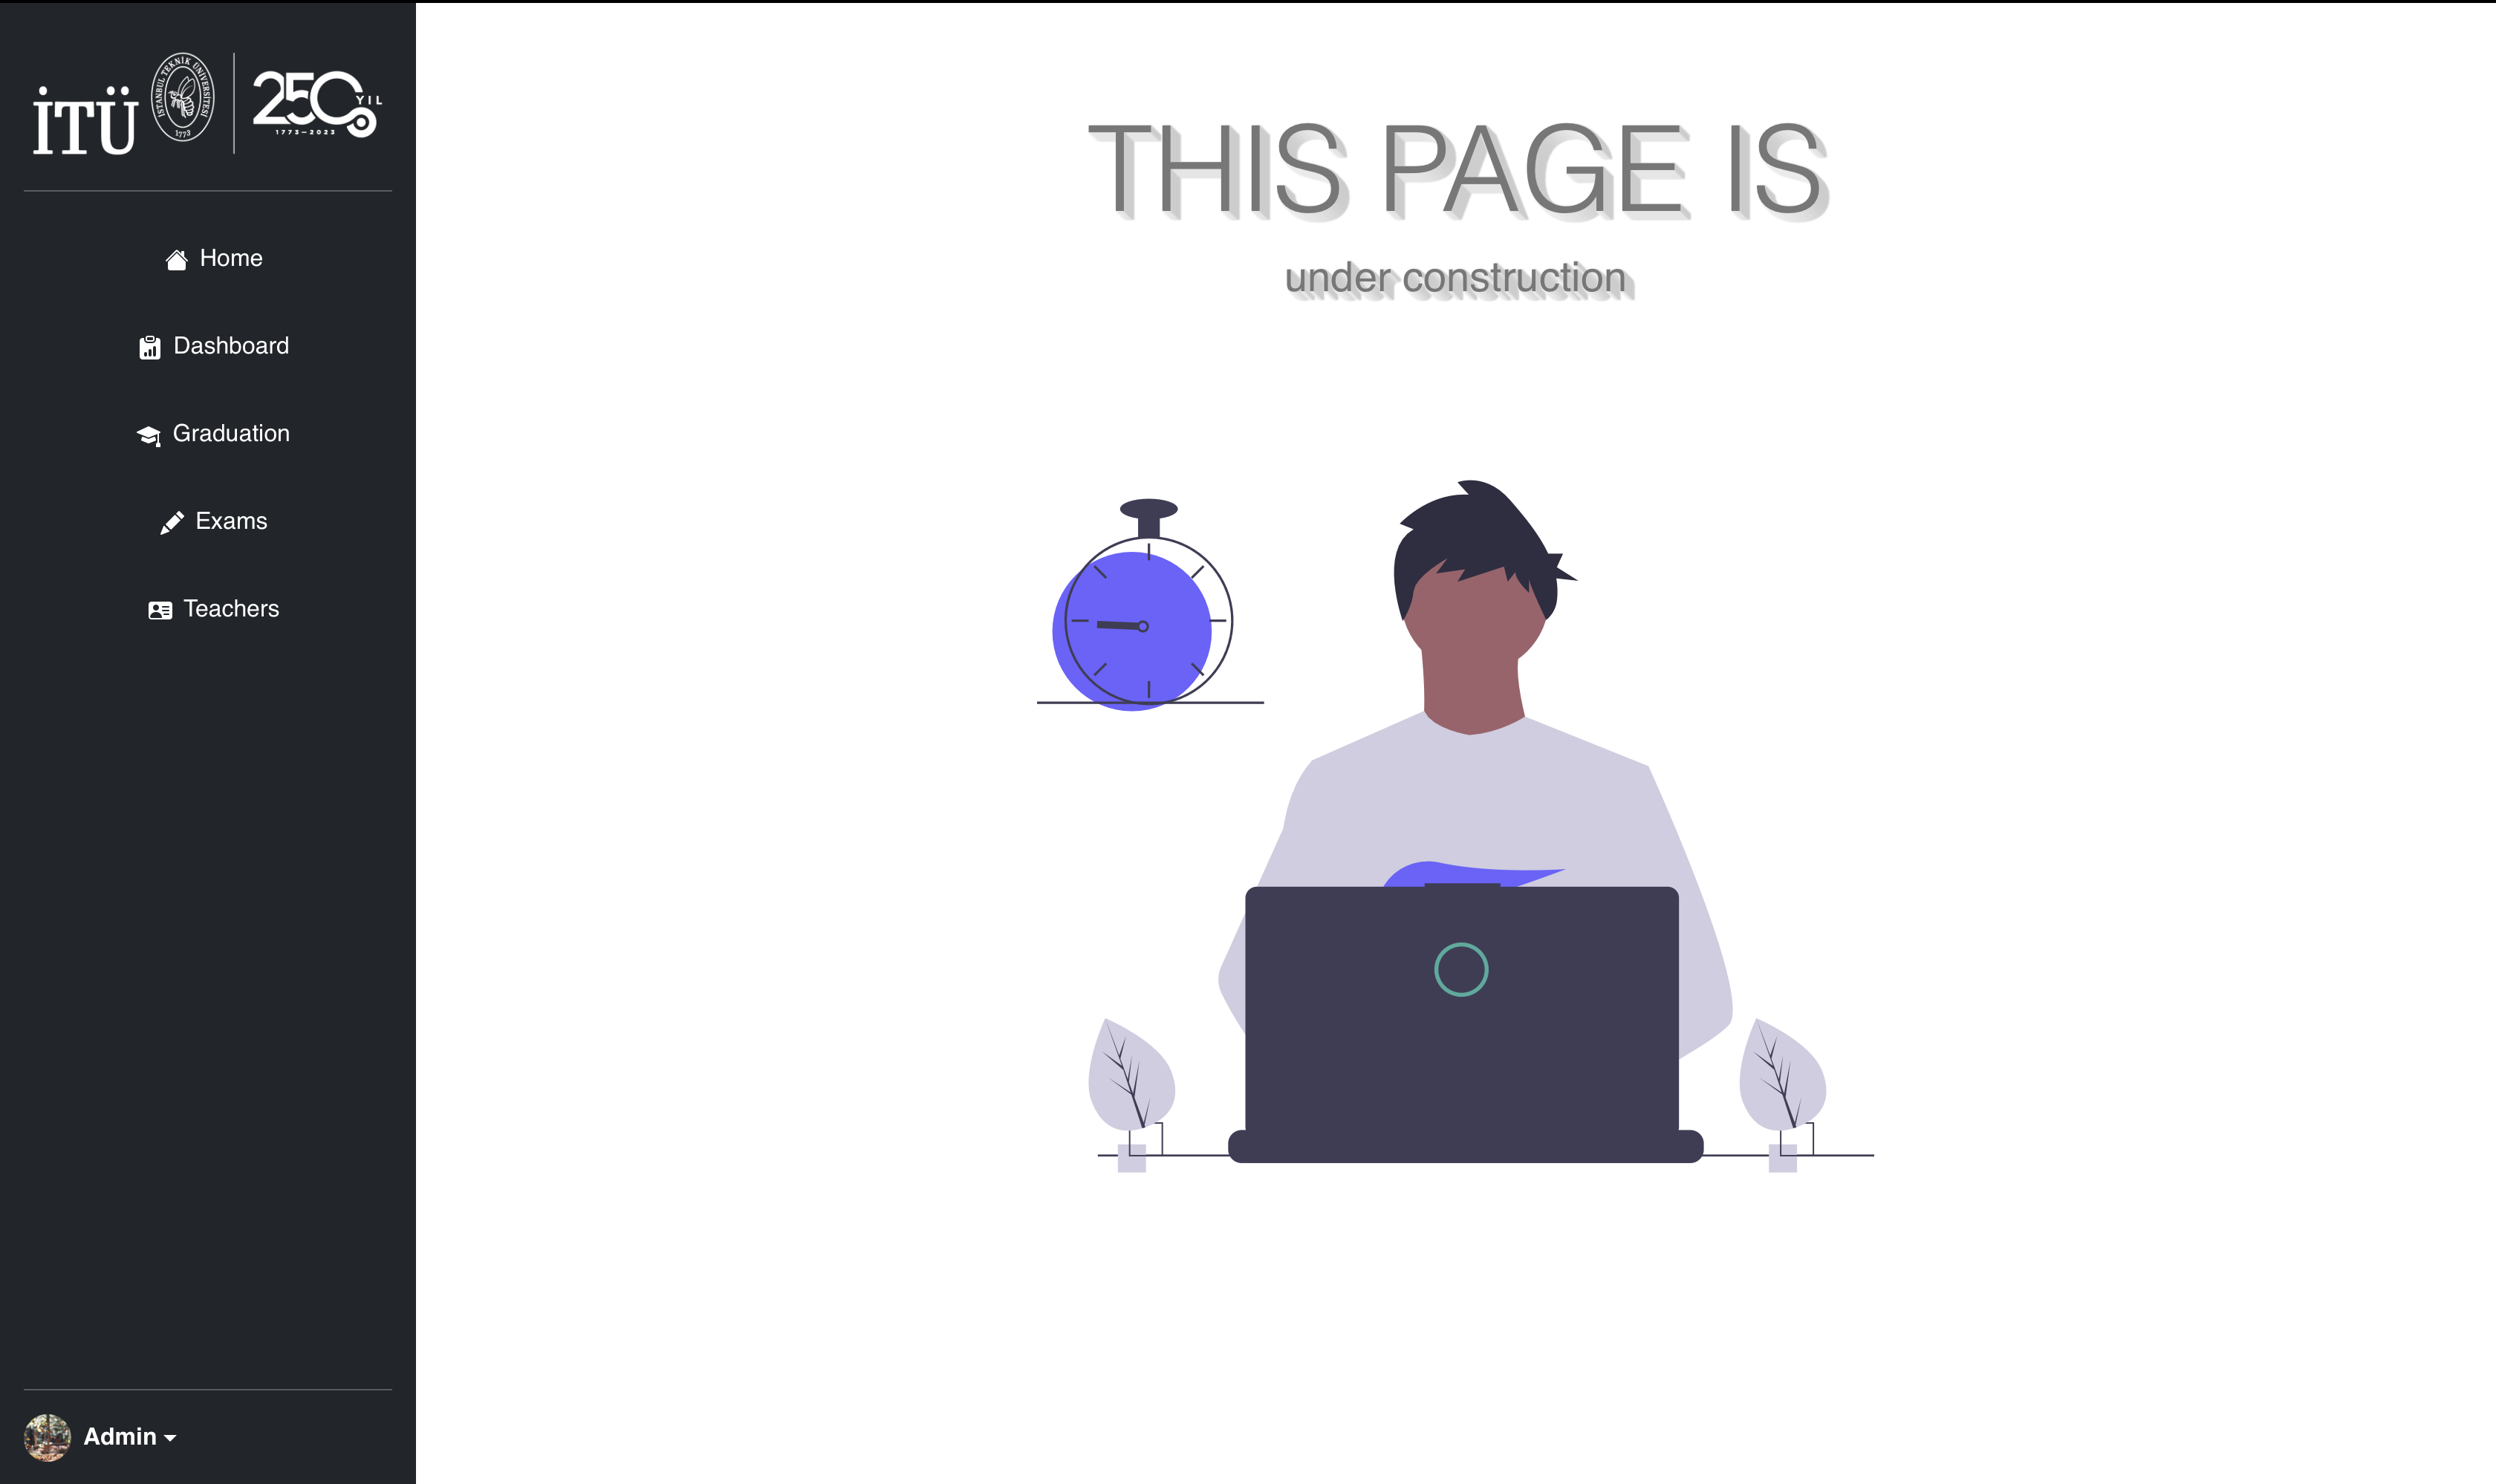 İTÜ
İSTANBUL TEKNİK ÜNİVERSİTESİ
1773
250
YIL
1773–2023
Home
Dashboard
Graduation
Exams
Teachers
Admin
THIS PAGE IS
under construction